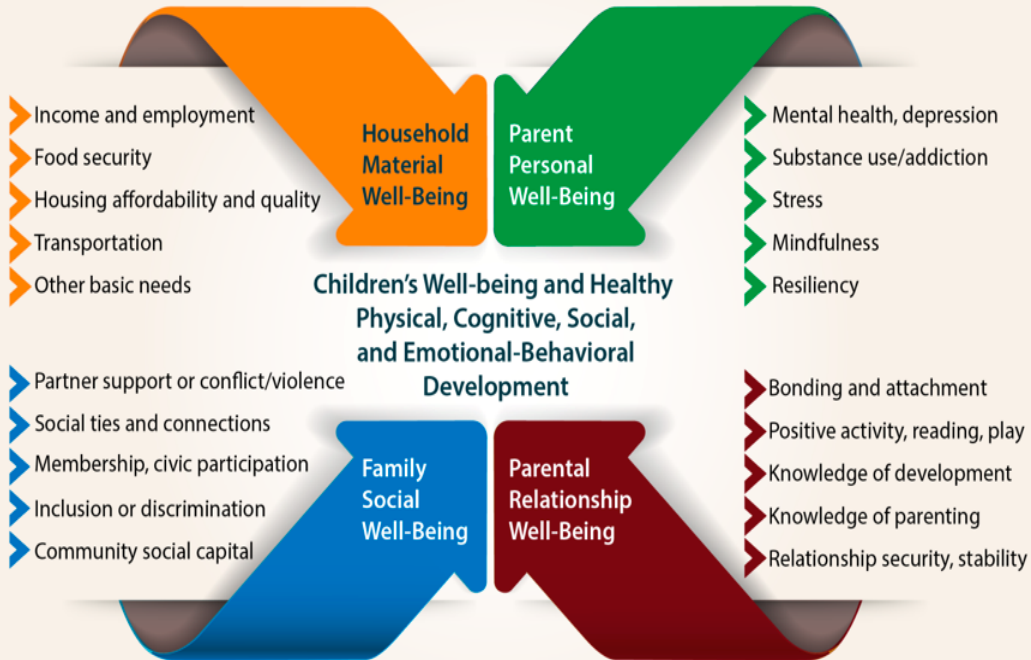 Household
Material
Well-Being
Income and employment
Food security
Housing affordability and quality
Transportation
Other basic needs
Parent
Personal
Well-Being
Mental health, depression
Substance use/addiction
Stress
Mindfulness
Resiliency
Children's Well-being and Healthy
Physical, Cognitive, Social,
and Emotional-Behavioral
Development
Partner support or conflict/violence
Social ties and connections
Membership, civic participation
Inclusion or discrimination
Community social capital
Family
Social
Well-Being
Parental
Relationship
Well-Being
Bonding and attachment
Positive activity, reading, play
Knowledge of development
Knowledge of parenting
Relationship security, stability